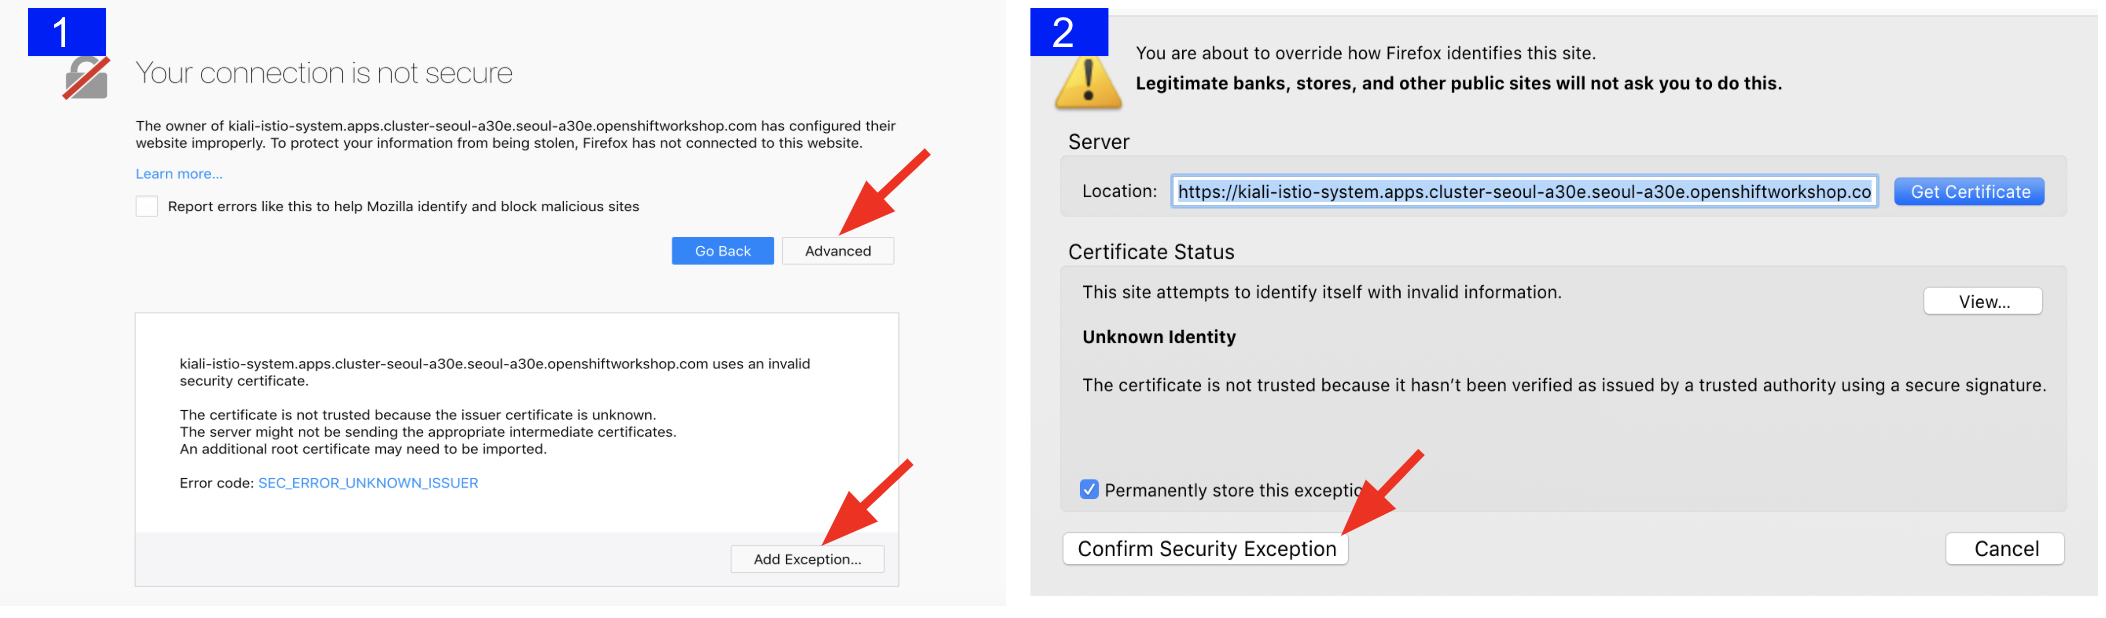 1
Your connection is not secure
The owner of kiali-istio-system.apps.cluster-seoul-a30e.seoul-a30e.openshiftworkshop.com has configured their
website improperly. To protect your information from being stolen, Firefox has not connected to this website.
Learn more...
Report errors like this to help Mozilla identify and block malicious sites
Go Back
Advanced
kiali-istio-system.apps.cluster-seoul-a30e.seoul-a30e.openshiftworkshop.com uses an invalid
security certificate.
The certificate is not trusted because the issuer certificate is unknown.
The server might not be sending the appropriate intermediate certificates.
An additional root certificate may need to be imported.
Error code: SEC_ERROR_UNKNOWN_ISSUER
Add Exception...
2
You are about to override how Firefox identifies this site.
Legitimate banks, stores, and other public sites will not ask you to do this.
Server
Location: https://kiali-istio-system.apps.cluster-seoul-a30e.seoul-a30e.openshiftworkshop.co
Get Certificate
Certificate Status
This site attempts to identify itself with invalid information.
View...
Unknown Identity
The certificate is not trusted because it hasn't been verified as issued by a trusted authority using a secure signature.
Permanently store this exceptio
Confirm Security Exception
Cancel